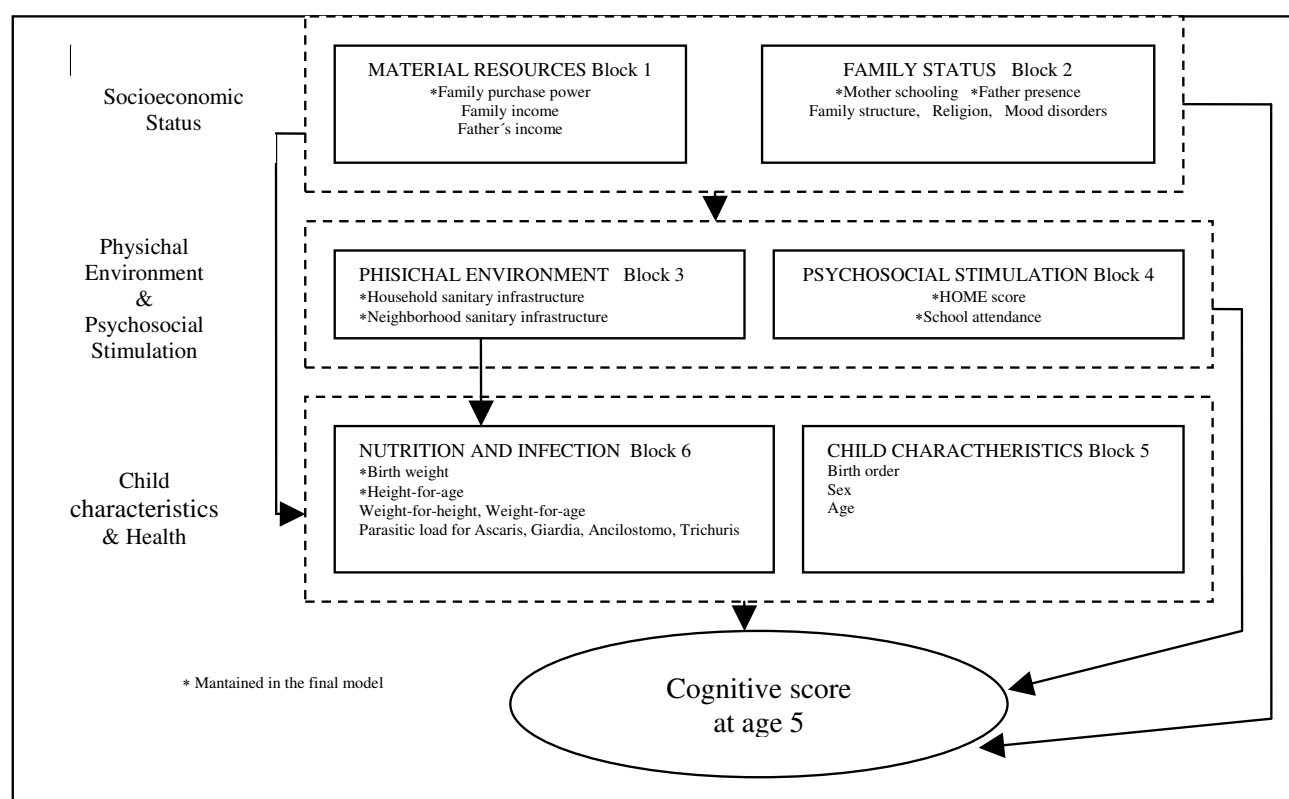 Socioeconomic
Status
MATERIAL RESOURCES Block 1
*Family purchase power
Family income
Father´s income
FAMILY STATUS Block 2
*Mother schooling *Father presence
Family structure, Religion, Mood disorders
Physichal
Environment
&
Psychosocial
Stimulation
PHISICHAL ENVIRONMENT Block 3
*Household sanitary infrastructure
*Neighborhood sanitary infrastructure
PSYCHOSOCIAL STIMULATION Block 4
*HOME score
*School attendance
Child
characteristics
& Health
NUTRITION AND INFECTION Block 6
*Birth weight
*Height-for-age
Weight-for-height, Weight-for-age
Parasitic load for Ascaris, Giardia, Ancilostomo, Trichuris
CHILD CHARACTHERISTICS Block 5
Birth order
Sex
Age
* Mantained in the final model
Cognitive score
at age 5